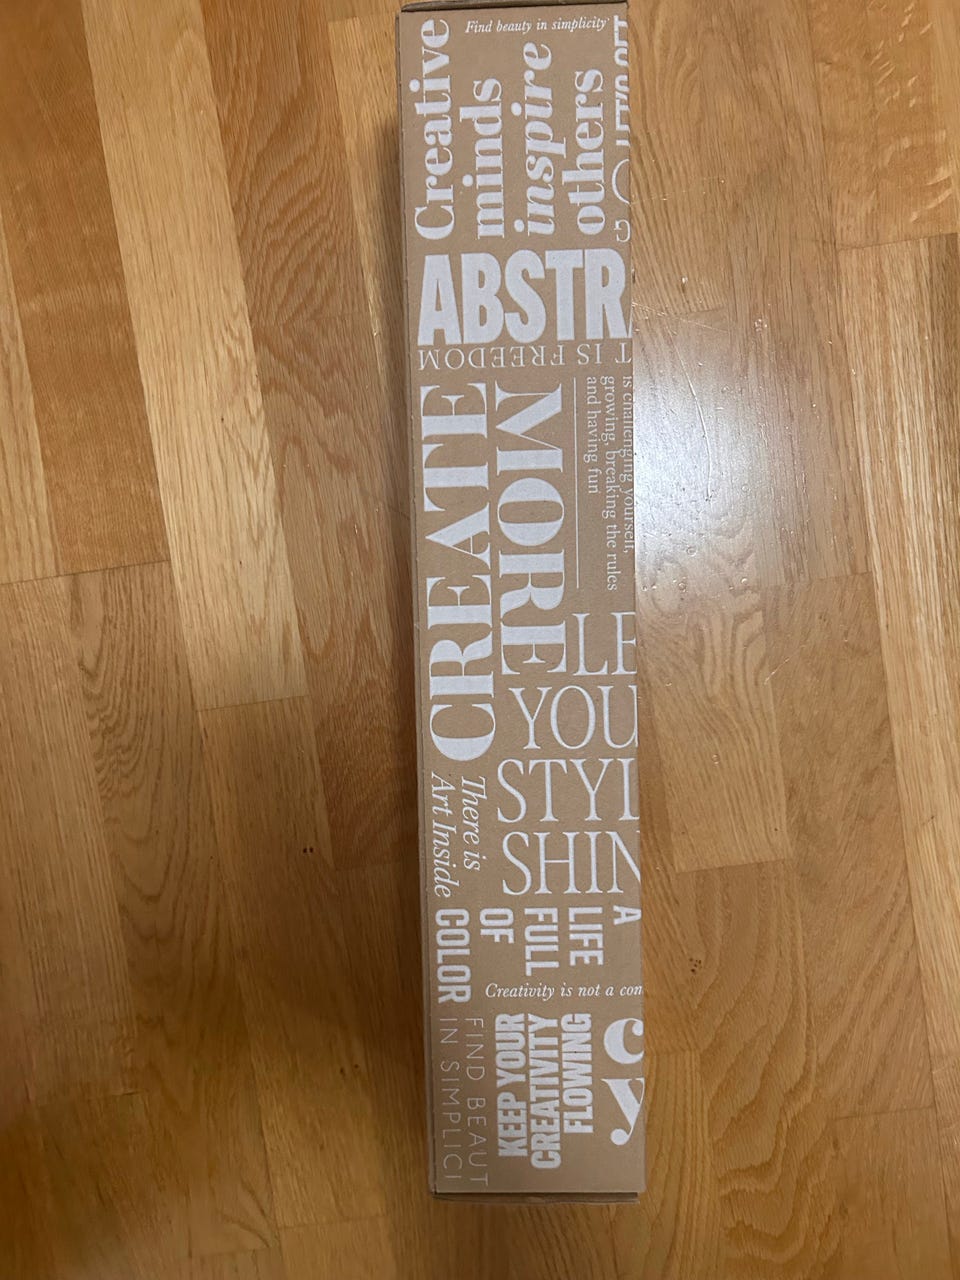 Find beauty in simplicity
Creative
minds
inspire
others
G
ABSTR
T IS FREEDOM
CREATE
MORE
is challenging yourself,
growing, breaking the rules
and having fun
LE
YOU
STYL
SHIN
There is
Art Inside
A
LIFE
FULL
OF
COLOR
Creativity is not a con
KEEP YOUR
CREATIVITY
FLOWING
c
y
FIND BEAUT
IN SIMPLICI